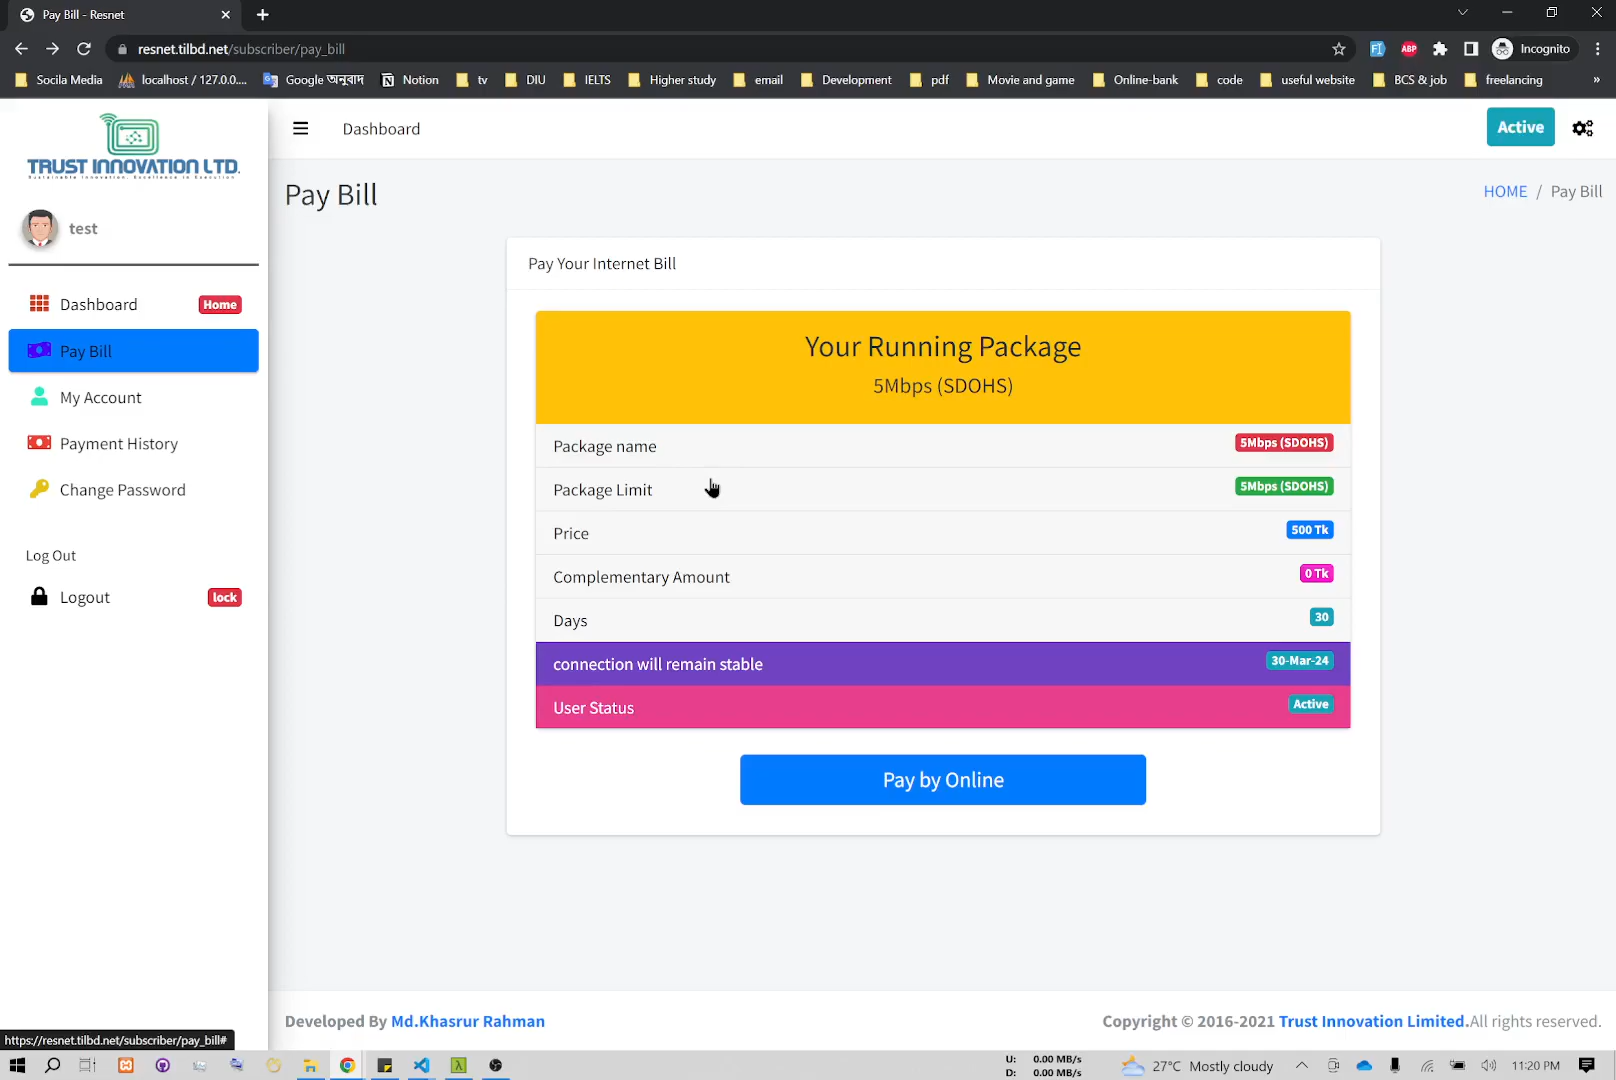 Pay Bill - Resnet
resnet.tilbd.net/subscriber/pay_bill
ABP
Incognito
Socila Media
localhost / 127.0.0....
Google অনুবাদ
Notion
tv
DIU
IELTS
Higher study
email
Development
pdf
Movie and game
Online-bank
code
useful website
BCS & job
freelancing
»
TRUST INNOVATION LTD.
Sustainable Innovation, Excellence in Execution
Dashboard
Active
test
Pay Bill
HOME / Pay Bill
Dashboard Home
Pay Bill
My Account
Payment History
Change Password
Log Out
Logout lock
Pay Your Internet Bill
Your Running Package
5Mbps (SDOHS)
Package name 5Mbps (SDOHS)
Package Limit 5Mbps (SDOHS)
Price 500 Tk
Complementary Amount 0 Tk
Days 30
connection will remain stable 30-Mar-24
User Status Active
Pay by Online
Developed By Md.Khasrur Rahman
Copyright © 2016-2021 Trust Innovation Limited.All rights reserved.
https://resnet.tilbd.net/subscriber/pay_bill#
U: 0.00 MB/s
D: 0.00 MB/s
27°C Mostly cloudy
11:20 PM